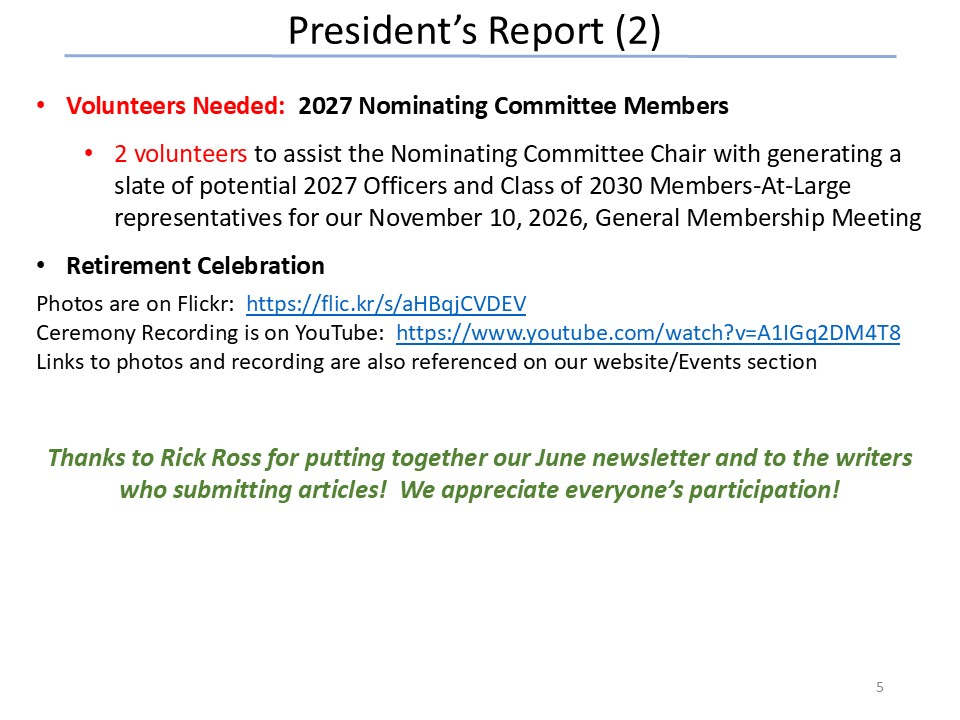 President’s Report (2)
• Volunteers Needed:  2027 Nominating Committee Members
• 2 volunteers to assist the Nominating Committee Chair with generating a
slate of potential 2027 Officers and Class of 2030 Members-At-Large
representatives for our November 10, 2026, General Membership Meeting
• Retirement Celebration
Photos are on Flickr:  https://flic.kr/s/aHBqjCVDEV
Ceremony Recording is on YouTube:  https://www.youtube.com/watch?v=A1IGq2DM4T8
Links to photos and recording are also referenced on our website/Events section
Thanks to Rick Ross for putting together our June newsletter and to the writers
who submitting articles!  We appreciate everyone’s participation!
5